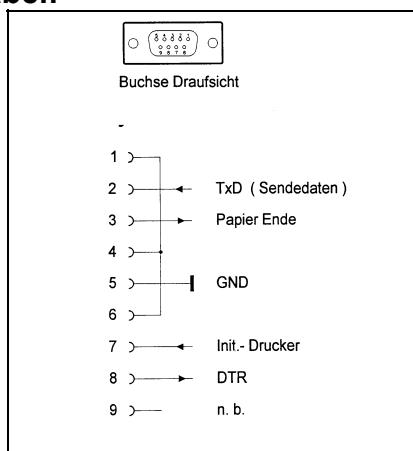 Buchse Draufsicht
1
2 TxD ( Sendedaten )
3 Papier Ende
4
5 GND
6
7 Init.- Drucker
8 DTR
9 n. b.